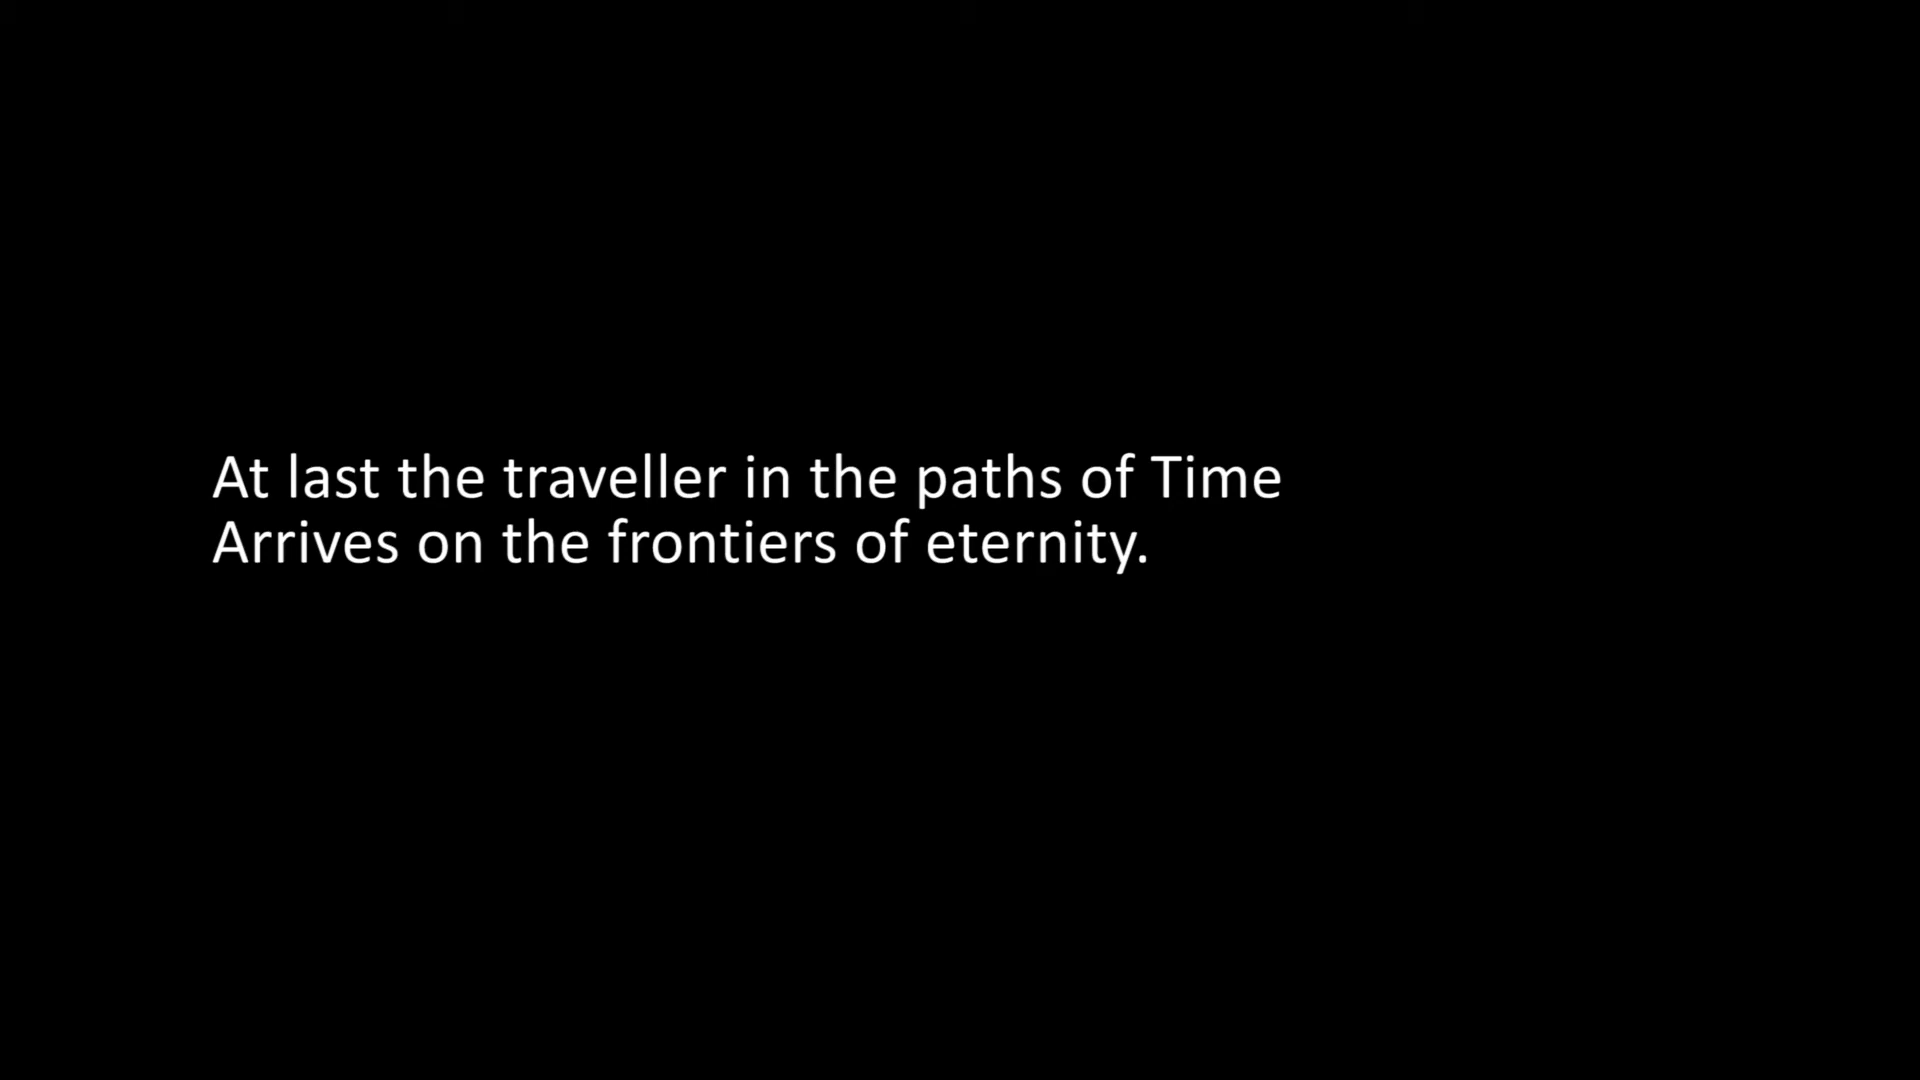 At last the traveller in the paths of Time
Arrives on the frontiers of eternity.